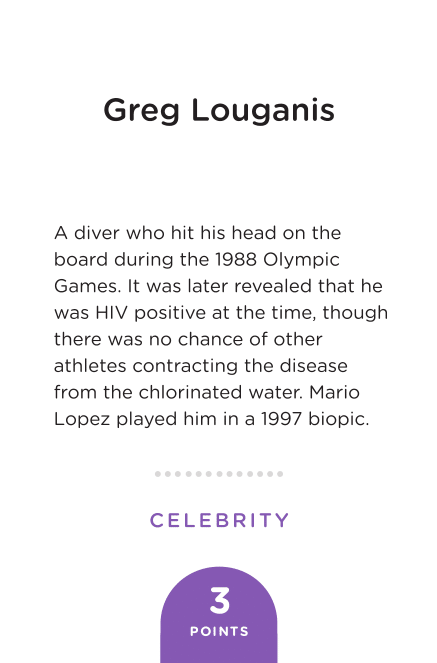 Greg Louganis
A diver who hit his head on the
board during the 1988 Olympic
Games. It was later revealed that he
was HIV positive at the time, though
there was no chance of other
athletes contracting the disease
from the chlorinated water. Mario
Lopez played him in a 1997 biopic.
CELEBRITY
3
POINTS